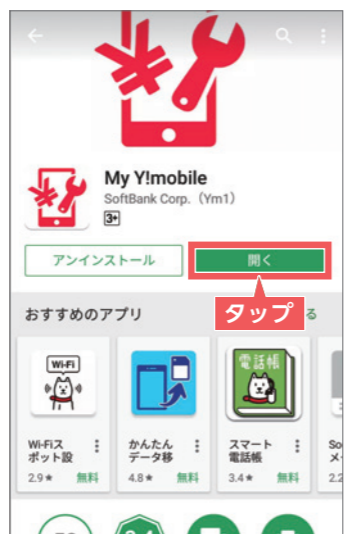 My Y!mobile
SoftBank Corp.（Ym1）
3+
アンインストール
開く
タップ
おすすめのアプリ
る
Wi-Fi
電話帳
Wi-Fiス
ポット設
2.9★ 無料
かんたん
データ移
4.8★ 無料
スマート
電話帳
3.4★ 無料
So
メー
2.2